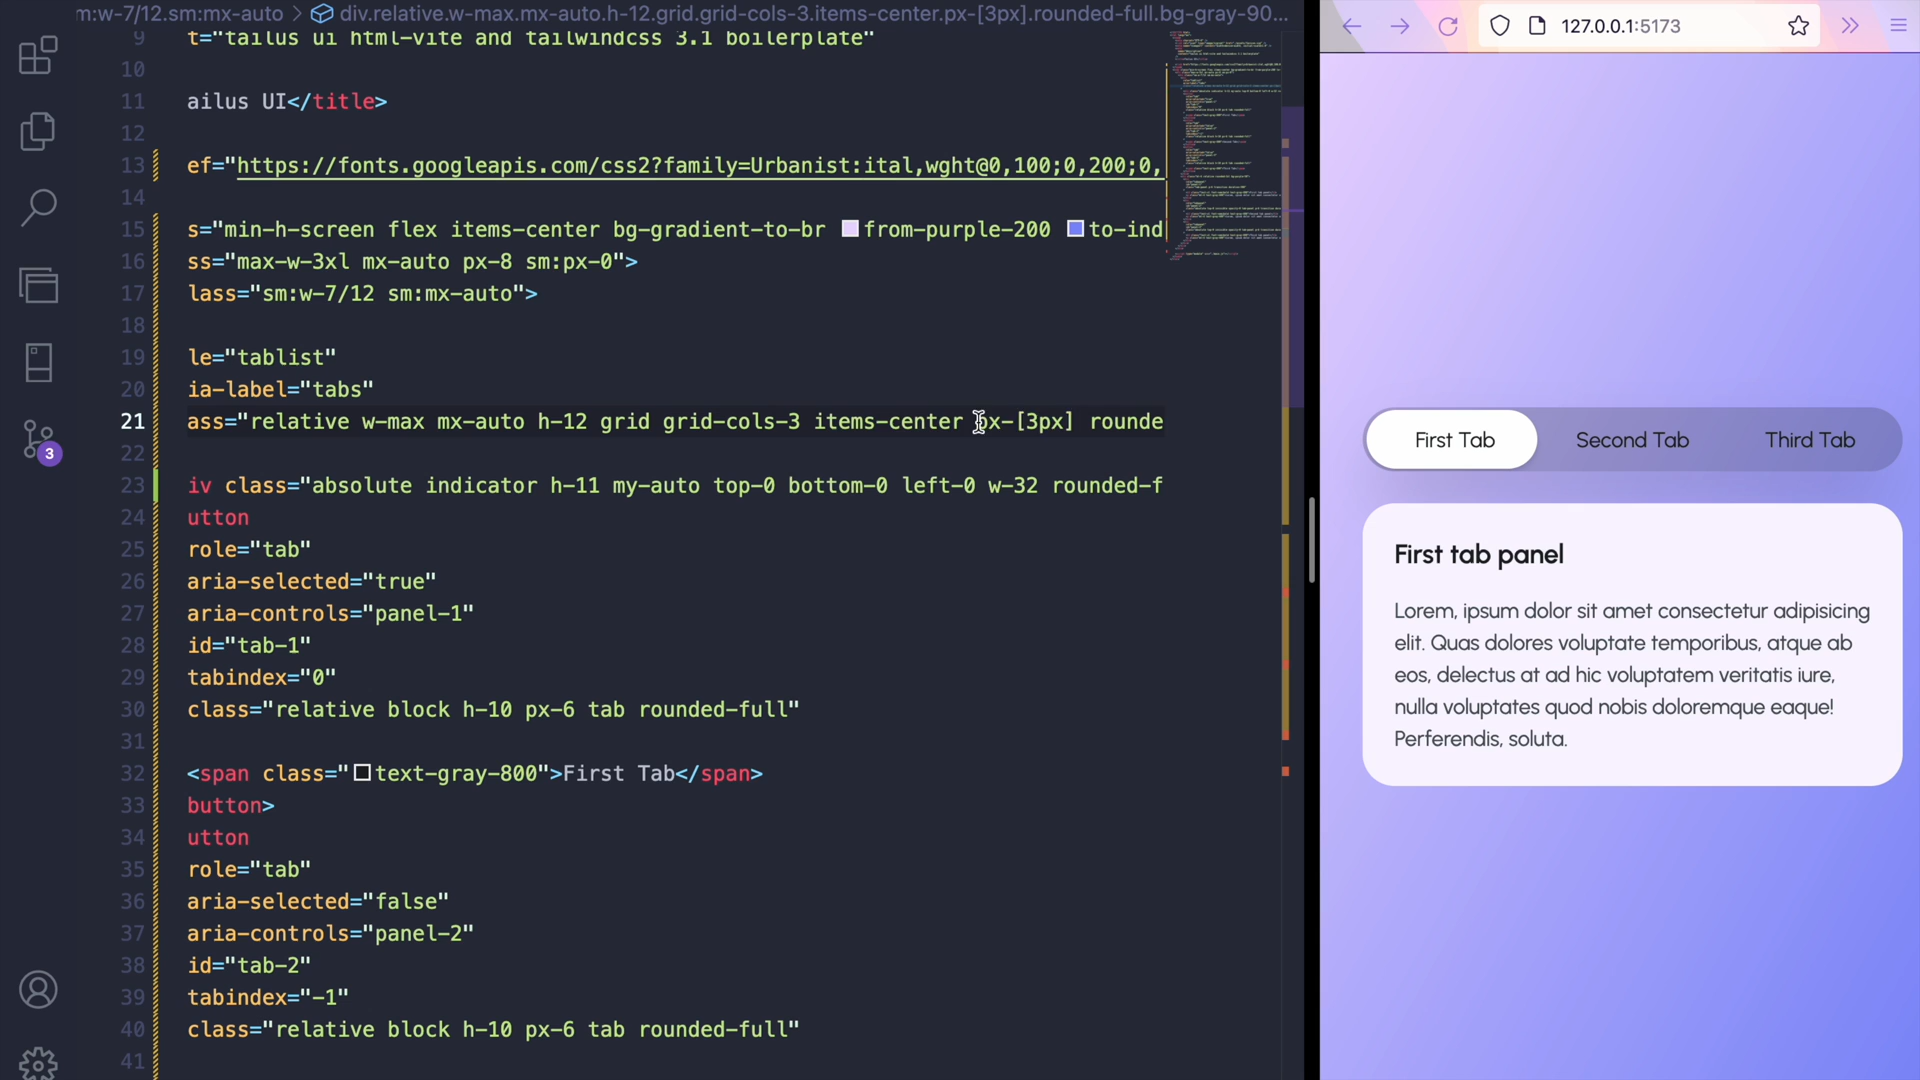 m:w-7/12.sm:mx-auto > div.relative.w-max.mx-auto.h-12.grid.grid-cols-3.items-center.px-[3px].rounded-full.bg-gray-90...
9 t="tailus ui html-vite and tailwindcss 3.1 boilerplate"
10
11 ailus UI</title>
12
13 ef="https://fonts.googleapis.com/css2?family=Urbanist:ital,wght@0,100;0,200;0,
14
15 s="min-h-screen flex items-center bg-gradient-to-br from-purple-200 to-ind
16 ss="max-w-3xl mx-auto px-8 sm:px-0">
17 lass="sm:w-7/12 sm:mx-auto">
18
19 le="tablist"
20 ia-label="tabs"
21 ass="relative w-max mx-auto h-12 grid grid-cols-3 items-center px-[3px] rounde
22
23 iv class="absolute indicator h-11 my-auto top-0 bottom-0 left-0 w-32 rounded-f
24 utton
25 role="tab"
26 aria-selected="true"
27 aria-controls="panel-1"
28 id="tab-1"
29 tabindex="0"
30 class="relative block h-10 px-6 tab rounded-full"
31
32 <span class="text-gray-800">First Tab</span>
33 button>
34 utton
35 role="tab"
36 aria-selected="false"
37 aria-controls="panel-2"
38 id="tab-2"
39 tabindex="-1"
40 class="relative block h-10 px-6 tab rounded-full"
41
3
127.0.0.1:5173
First Tab Second Tab Third Tab
First tab panel
Lorem, ipsum dolor sit amet consectetur adipisicing
elit. Quas dolores voluptate temporibus, atque ab
eos, delectus at ad hic voluptatem veritatis iure,
nulla voluptates quod nobis doloremque eaque!
Perferendis, soluta.